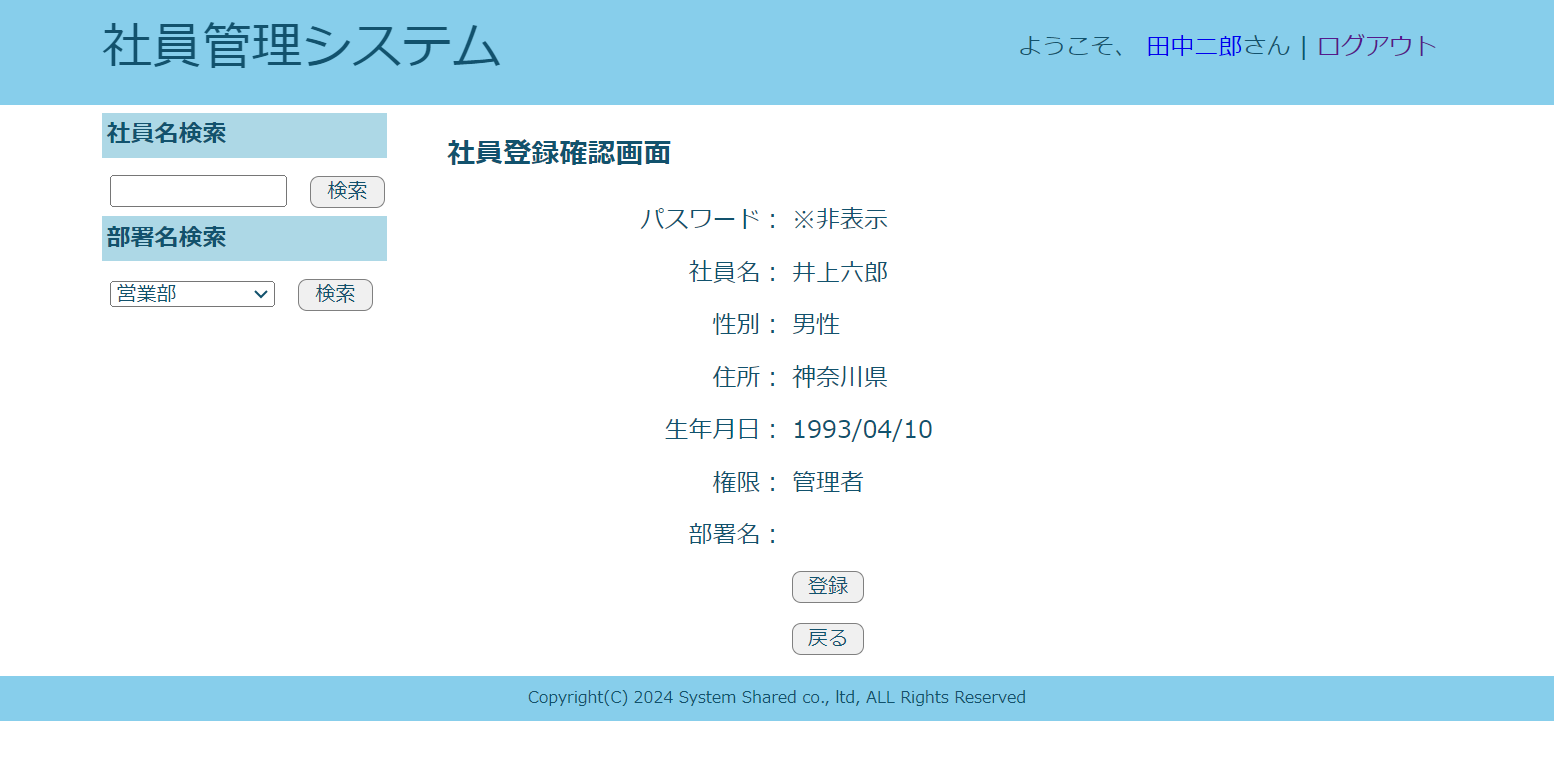 社員管理システム
ようこそ、 田中二郎さん | ログアウト
社員名検索
検索
部署名検索
営業部 検索
社員登録確認画面
パスワード： ※非表示
社員名： 井上六郎
性別： 男性
住所： 神奈川県
生年月日： 1993/04/10
権限： 管理者
部署名：
登録
戻る
Copyright(C) 2024 System Shared co., ltd, ALL Rights Reserved